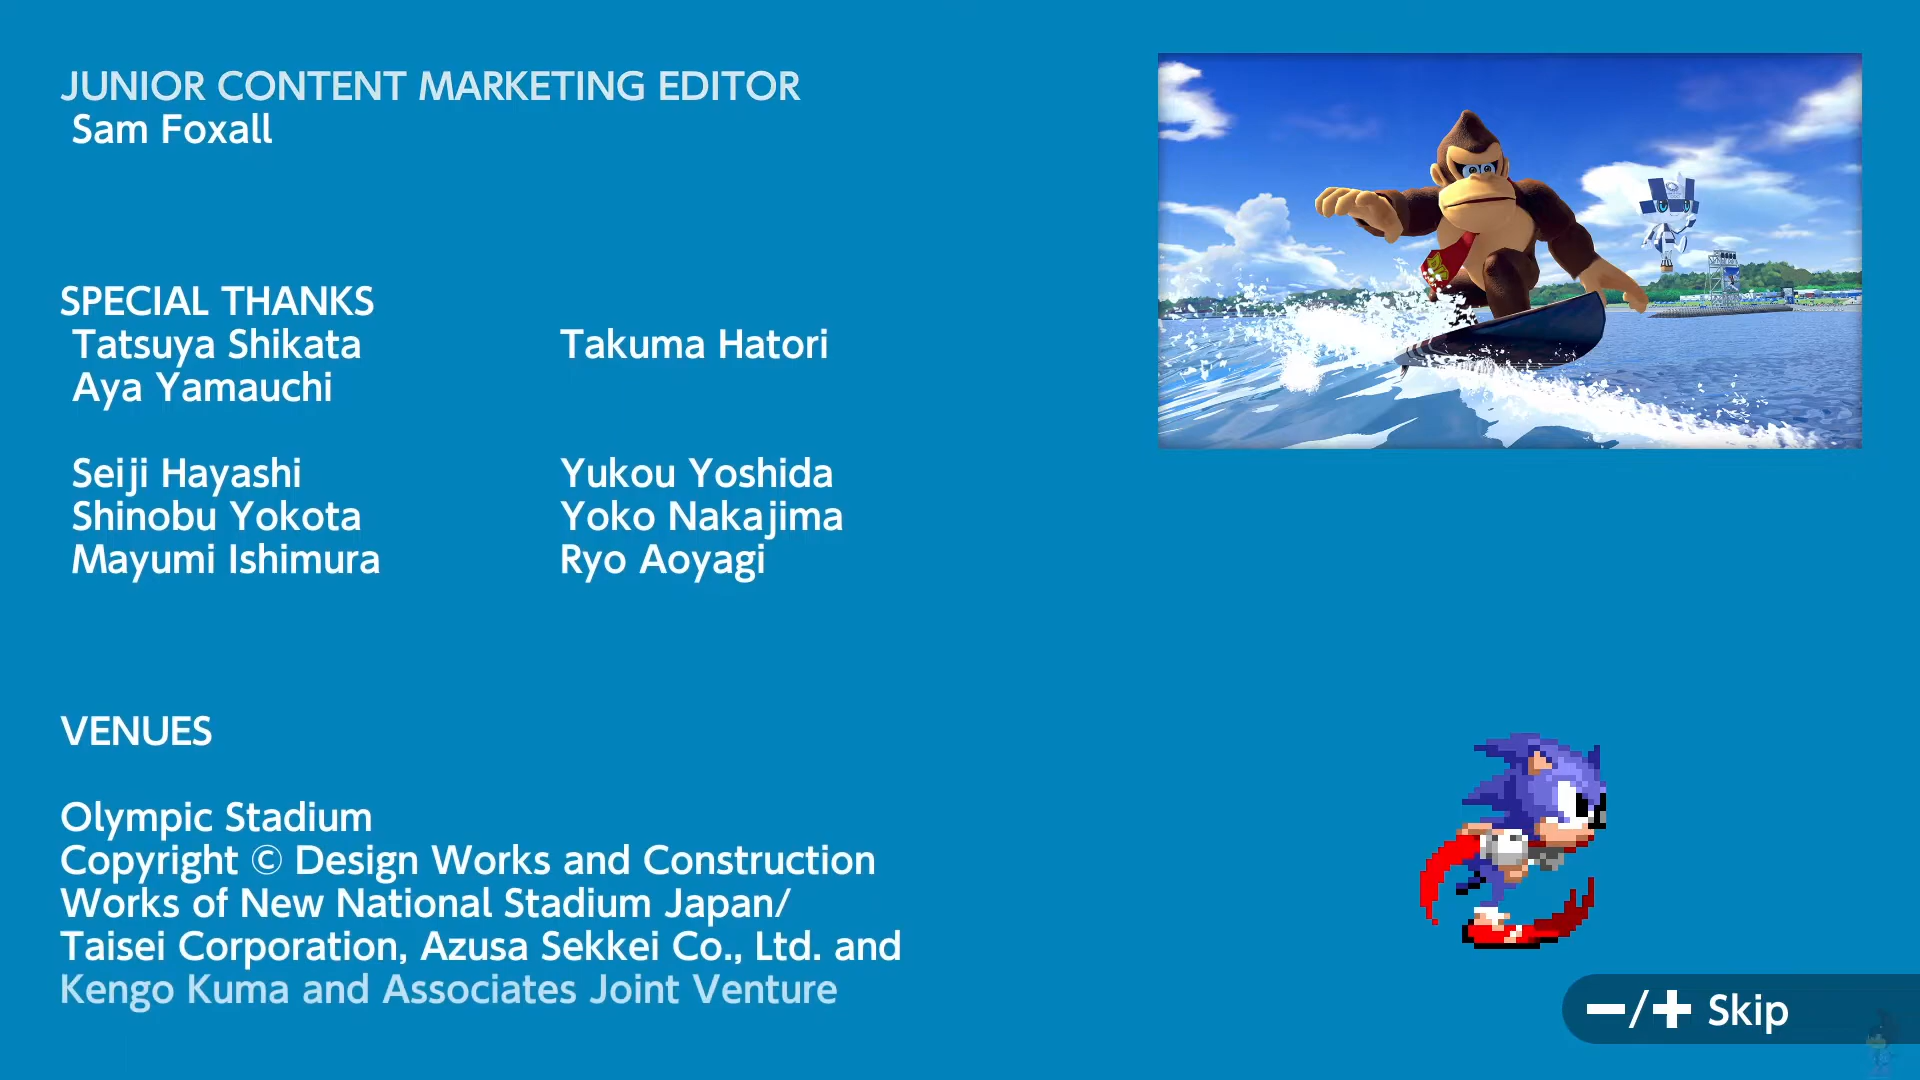 JUNIOR CONTENT MARKETING EDITOR
Sam Foxall
SPECIAL THANKS
Tatsuya Shikata Takuma Hatori
Aya Yamauchi
Seiji Hayashi Yukou Yoshida
Shinobu Yokota Yoko Nakajima
Mayumi Ishimura Ryo Aoyagi
VENUES
Olympic Stadium
Copyright © Design Works and Construction
Works of New National Stadium Japan/
Taisei Corporation, Azusa Sekkei Co., Ltd. and
Kengo Kuma and Associates Joint Venture
−/+ Skip